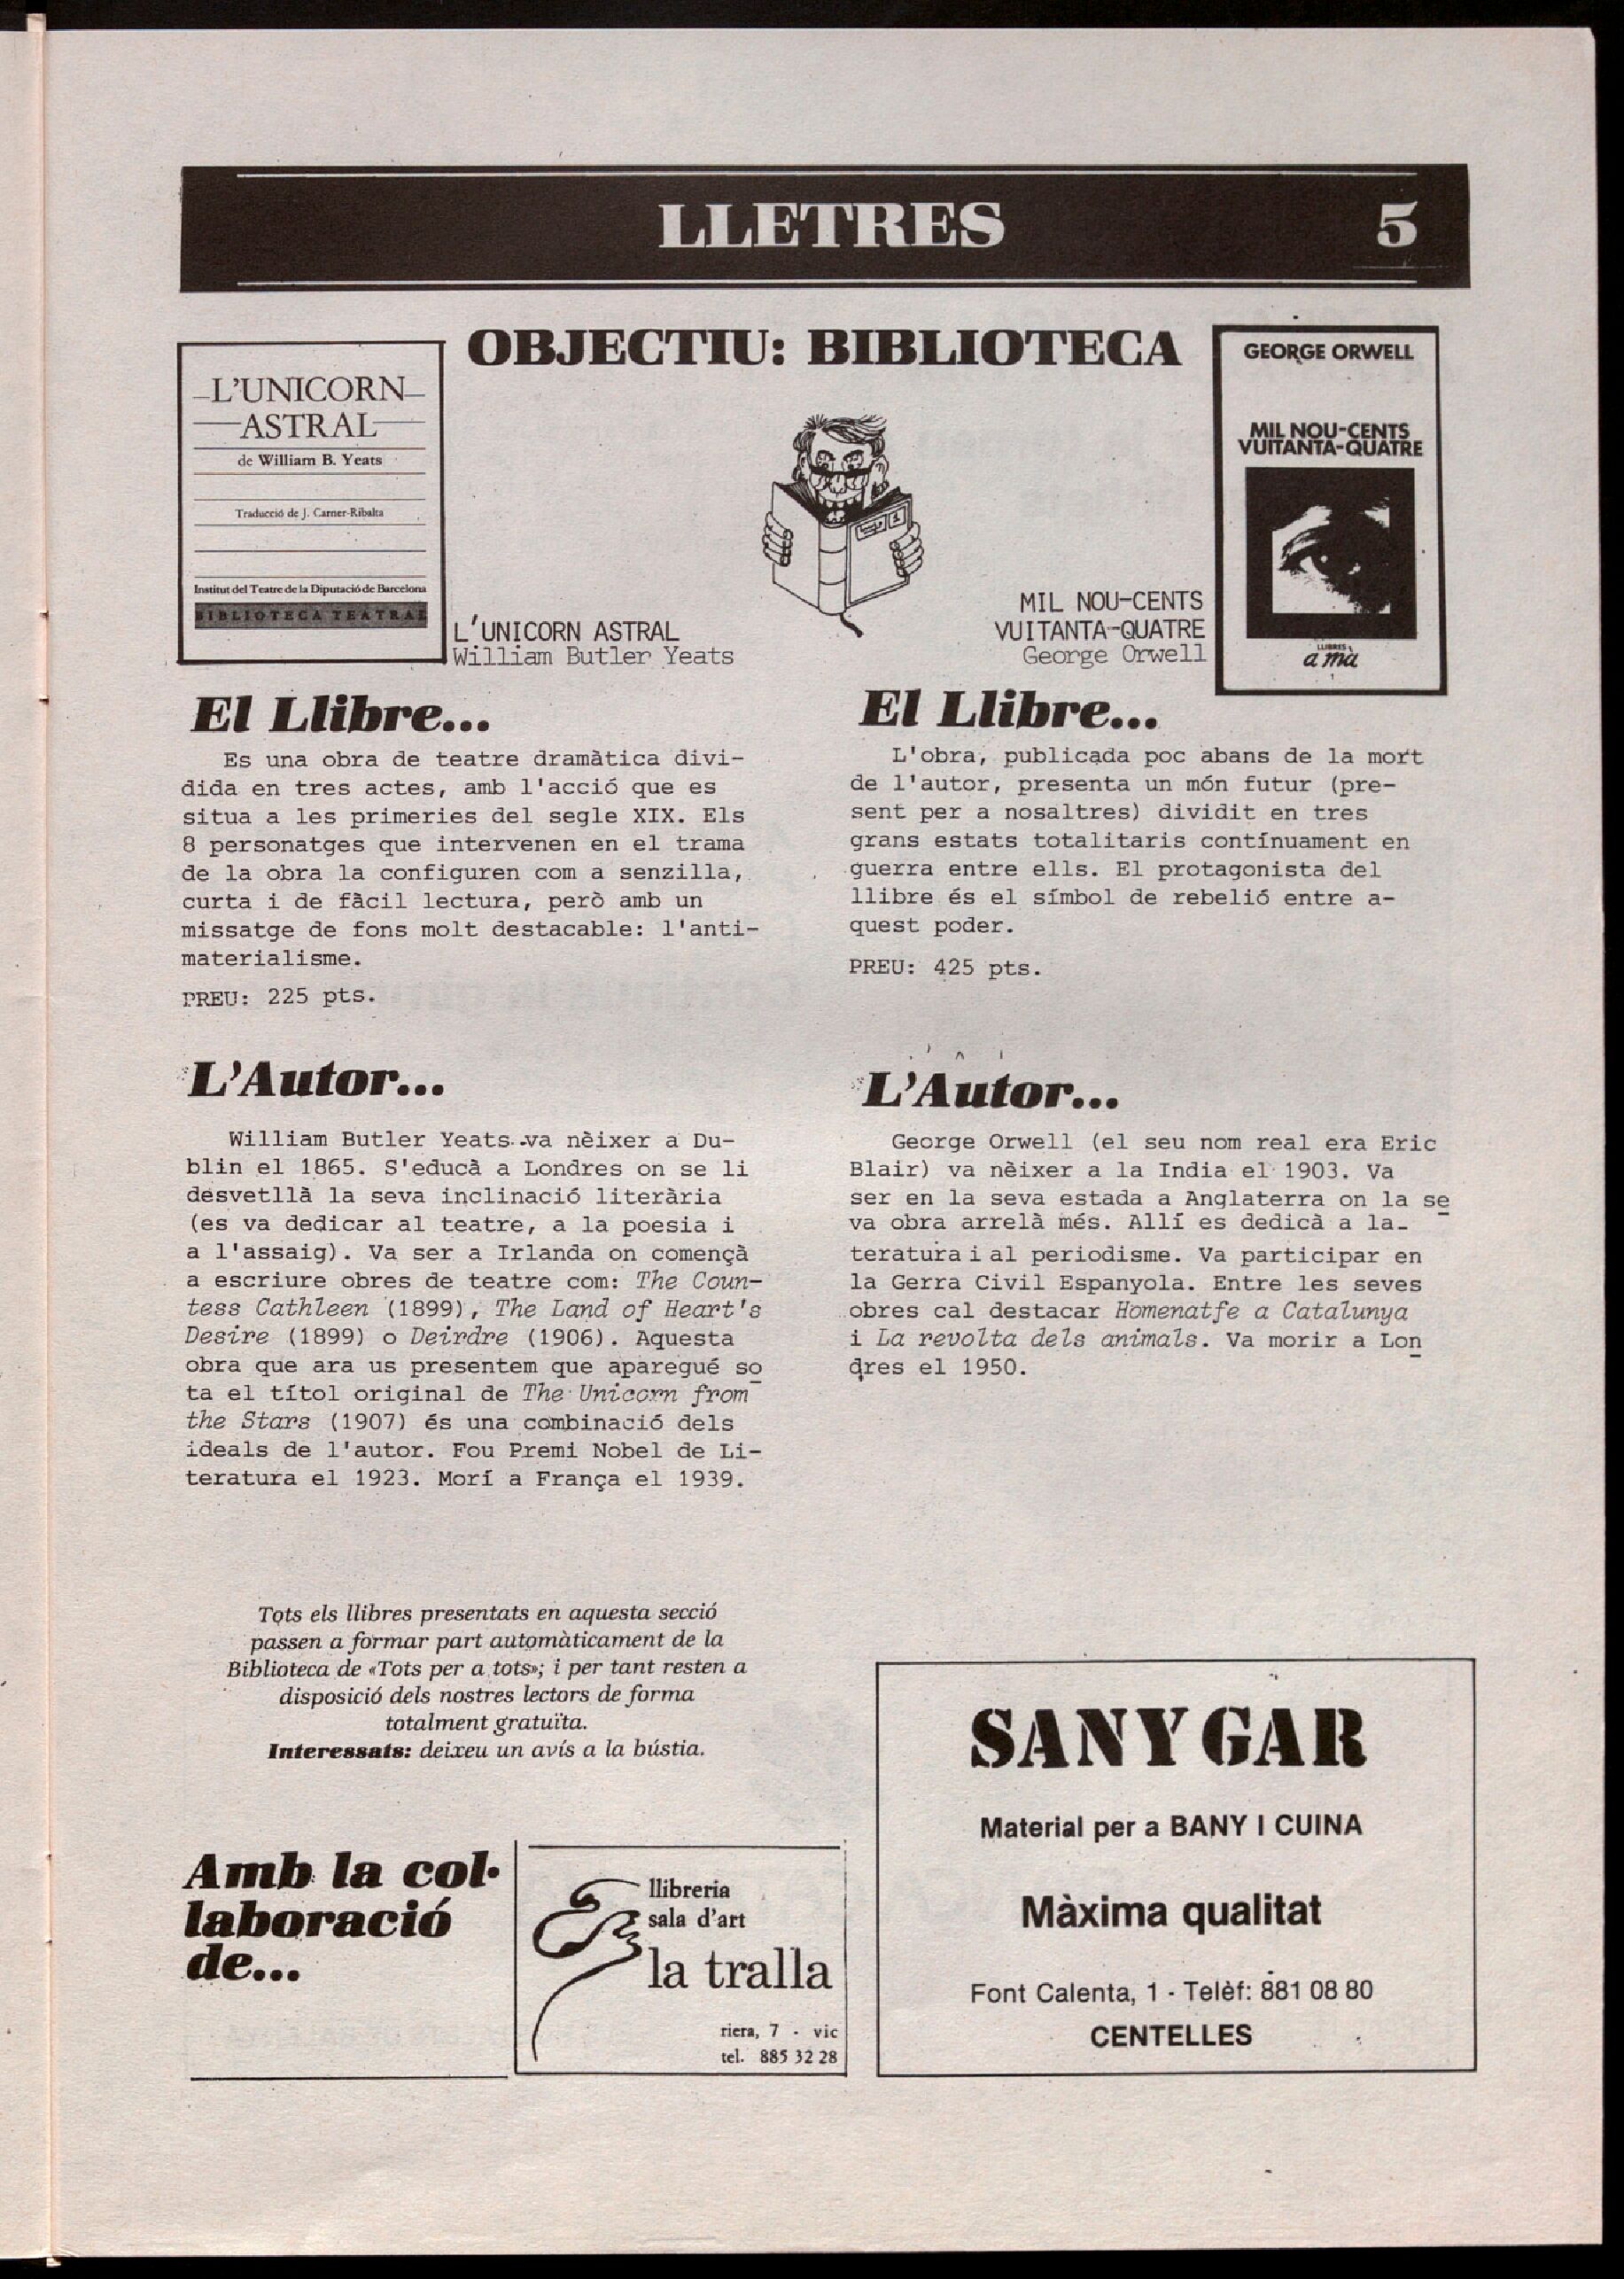 LLETRES
5
OBJECTIU: BIBLIOTECA
L'UNICORN
ASTRAL
de William B. Yeats
Traducció de J. Carner-Ribalta
Institut del Teatre de la Diputació de Barcelona
BIBLIOTECA TEATRAL
L'UNICORN ASTRAL
William Butler Yeats
El Llibre...
Es una obra de teatre dramàtica divi-
dida en tres actes, amb l'acció que es
situa a les primeries del segle XIX. Els
8 personatges que intervenen en el trama
de la obra la configuren com a senzilla,
curta i de fàcil lectura, però amb un
missatge de fons molt destacable: l'anti-
materialisme.
PREU: 225 pts.
L'Autor...
William Butler Yeats va nèixer a Du-
blin el 1865. S'educà a Londres on se li
desvetllà la seva inclinació literària
(es va dedicar al teatre, a la poesia i
a l'assaig). Va ser a Irlanda on començà
a escriure obres de teatre com: The Coun-
tess Cathleen (1899), The Land of Heart's
Desire (1899) o Deirdre (1906). Aquesta
obra que ara us presentem que aparegué so
ta el títol original de The Unicorn from
the Stars (1907) és una combinació dels
ideals de l'autor. Fou Premi Nobel de Li-
teratura el 1923. Morí a França el 1939.
GEORGE ORWELL
MIL NOU-CENTS
VUITANTA-QUATRE
LLIBRES
a mà
MIL NOU-CENTS
VUITANTA-QUATRE
George Orwell
El Llibre...
L'obra, publicada poc abans de la mort
de l'autor, presenta un món futur (pre-
sent per a nosaltres) dividit en tres
grans estats totalitaris contínuament en
guerra entre ells. El protagonista del
llibre és el símbol de rebelió entre a-
quest poder.
PREU: 425 pts.
L'Autor...
George Orwell (el seu nom real era Eric
Blair) va nèixer a la India el 1903. Va
ser en la seva estada a Anglaterra on la se
va obra arrelà més. Allí es dedicà a la-
teratura i al periodisme. Va participar en
la Gerra Civil Espanyola. Entre les seves
obres cal destacar Homenatfe a Catalunya
i La revolta dels animals. Va morir a Lon
dres el 1950.
Tots els llibres presentats en aquesta secció
passen a formar part automàticament de la
Biblioteca de «Tots per a tots»; i per tant resten a
disposició dels nostres lectors de forma
totalment gratuïta.
Interessats: deixeu un avís a la bústia.
Amb la col·
laboració
de...
llibreria
sala d'art
la tralla
riera, 7 - vic
tel. 885 32 28
SANYGAR
Material per a BANY I CUINA
Màxima qualitat
Font Calenta, 1 - Telèf: 881 08 80
CENTELLES